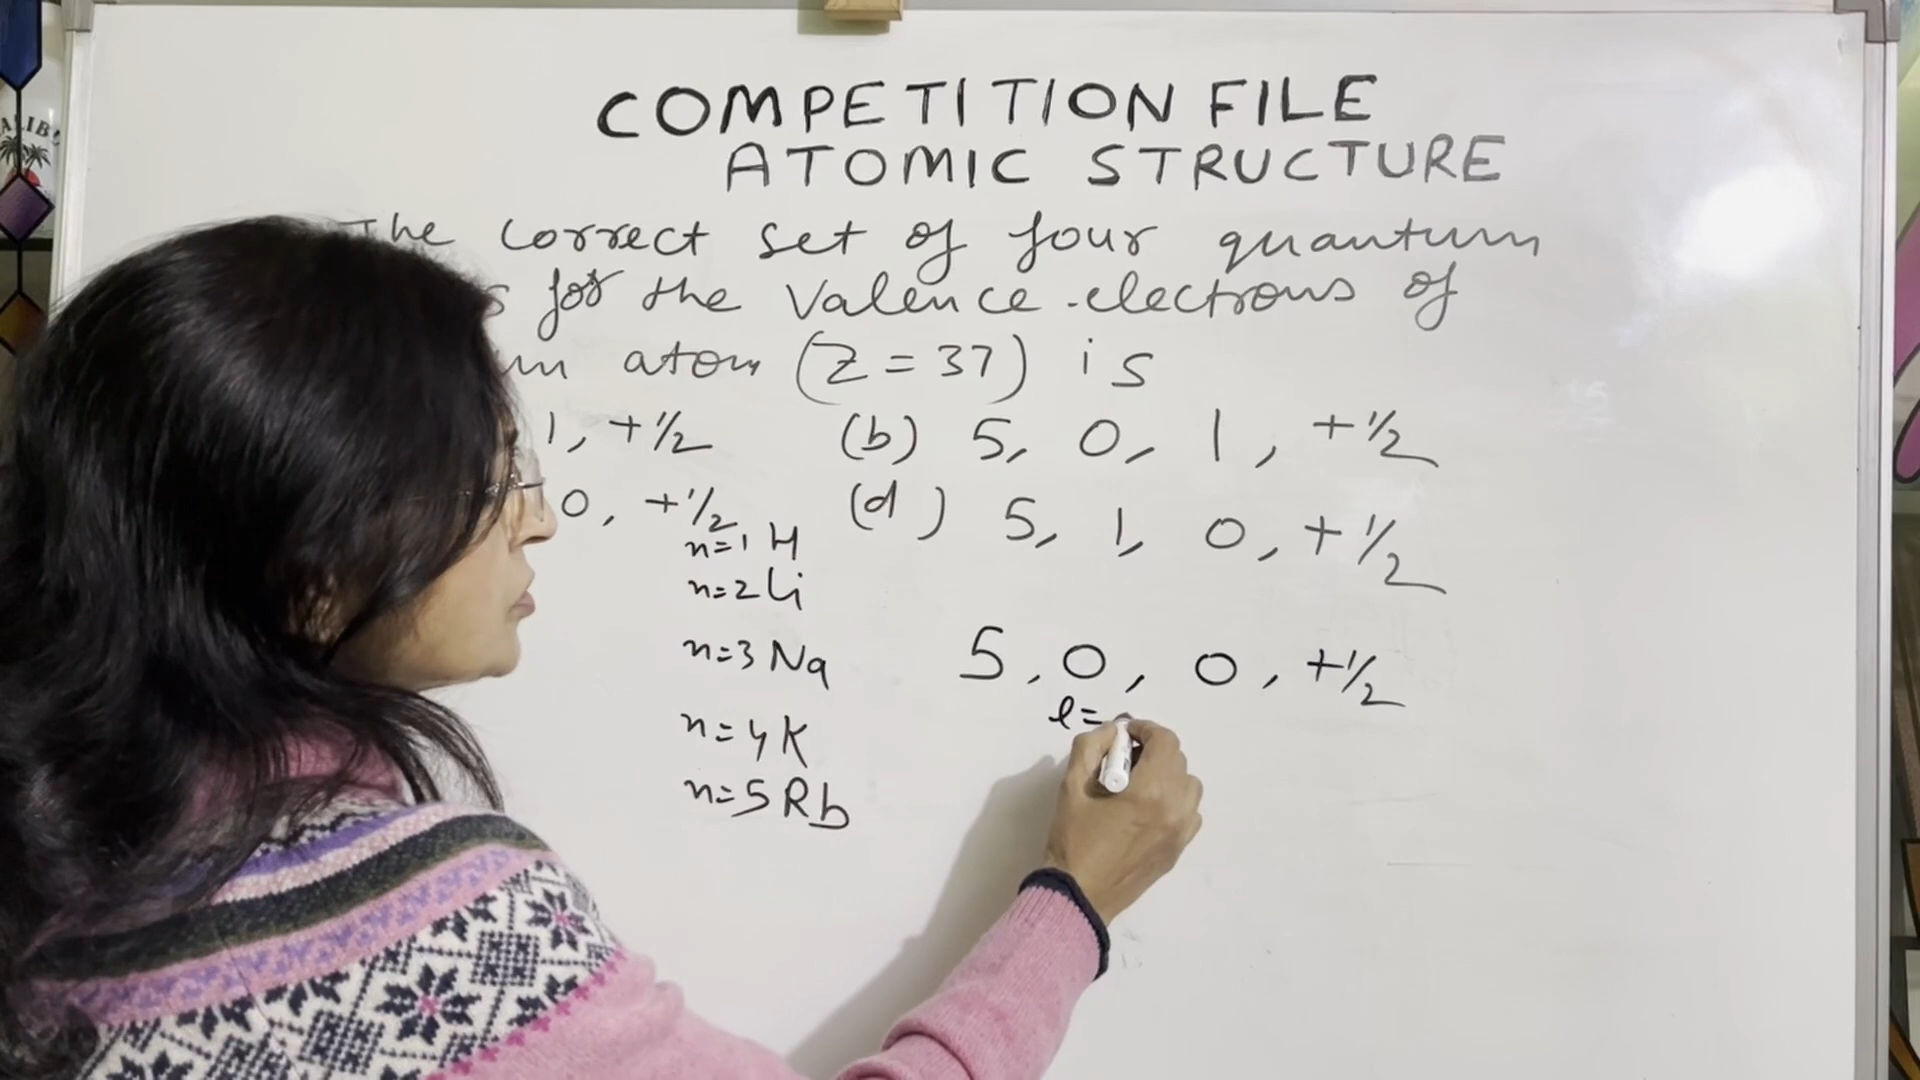 COMPETITION FILE
ATOMIC STRUCTURE
The correct set of four quantum
for the Valence electrons of
atom (Z = 37) is
1, +1/2 (b) 5, 0, 1, +1/2
0, +1/2 (d) 5, 1, 0, +1/2
n=1 H
n=2 Li
n=3 Na
5, 0, 0, +1/2
l=
n=4 K
n=5 Rb